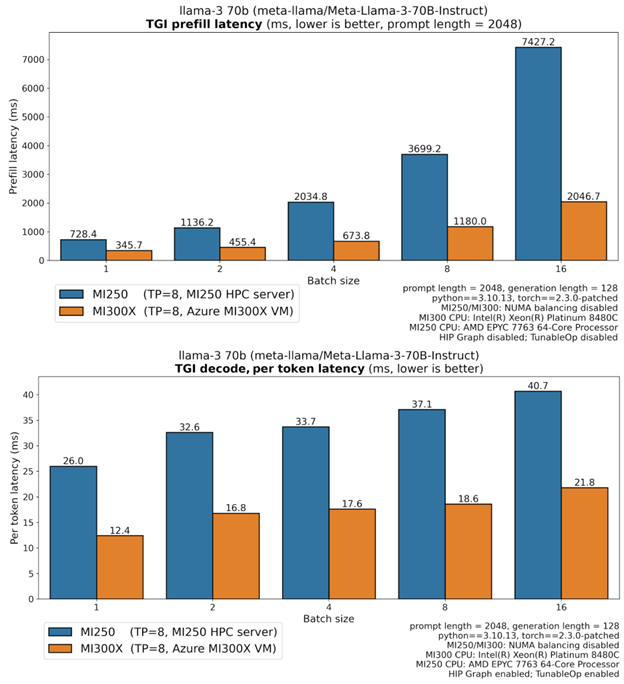 llama-3 70b (meta-llama/Meta-Llama-3-70B-Instruct)
TGI prefill latency (ms, lower is better, prompt length = 2048)
Prefill latency (ms)
7000
6000
5000
4000
3000
2000
1000
0
728.4
345.7
1136.2
455.4
2034.8
673.8
3699.2
1180.0
7427.2
2046.7
1 2 4 8 16
Batch size
MI250 (TP=8, MI250 HPC server)
MI300X (TP=8, Azure MI300X VM)
prompt length = 2048, generation length = 128
python==3.10.13, torch==2.3.0-patched
MI250/MI300: NUMA balancing disabled
MI300 CPU: Intel(R) Xeon(R) Platinum 8480C
MI250 CPU: AMD EPYC 7763 64-Core Processor
HIP Graph disabled; TunableOp disabled
llama-3 70b (meta-llama/Meta-Llama-3-70B-Instruct)
TGI decode, per token latency (ms, lower is better)
Per token latency (ms)
40
35
30
25
20
15
10
5
0
26.0
12.4
32.6
16.8
33.7
17.6
37.1
18.6
40.7
21.8
1 2 4 8 16
Batch size
MI250 (TP=8, MI250 HPC server)
MI300X (TP=8, Azure MI300X VM)
prompt length = 2048, generation length = 128
python==3.10.13, torch==2.3.0-patched
MI250/MI300: NUMA balancing disabled
MI300 CPU: Intel(R) Xeon(R) Platinum 8480C
MI250 CPU: AMD EPYC 7763 64-Core Processor
HIP Graph enabled; TunableOp enabled